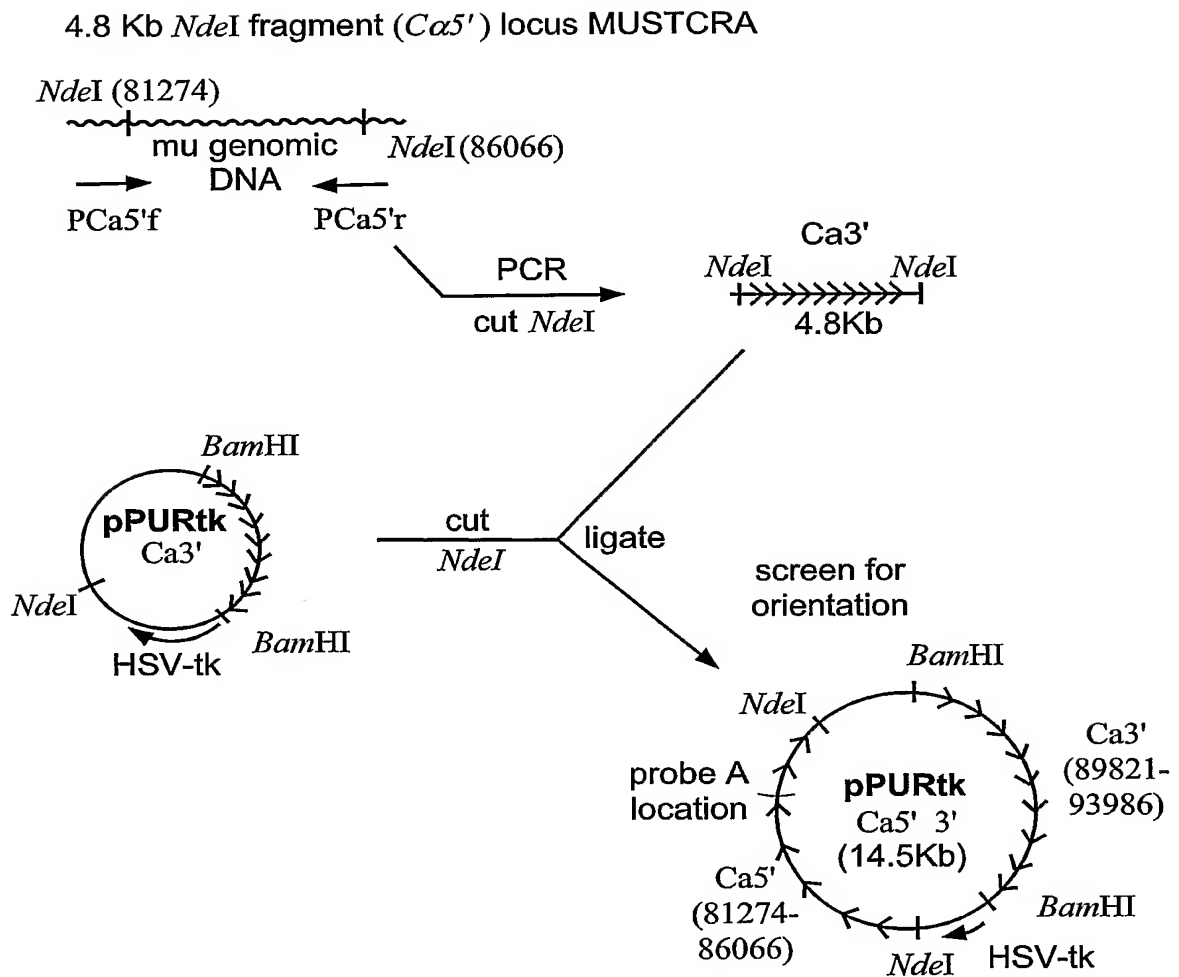 4.8 Kb NdeI fragment (Cα5') locus MUSTCRA
NdeI (81274)
mu genomic
DNA
NdeI (86066)
PCa5'f
PCa5'r
PCR
cut NdeI
Ca3'
NdeI
NdeI
4.8Kb
BamHI
pPURtk
Ca3'
NdeI
BamHI
HSV-tk
cut
NdeI
ligate
screen for
orientation
BamHI
NdeI
Ca3'
(89821-
93986)
probe A
location
pPURtk
Ca5' 3'
(14.5Kb)
Ca5'
(81274-
86066)
BamHI
NdeI
HSV-tk